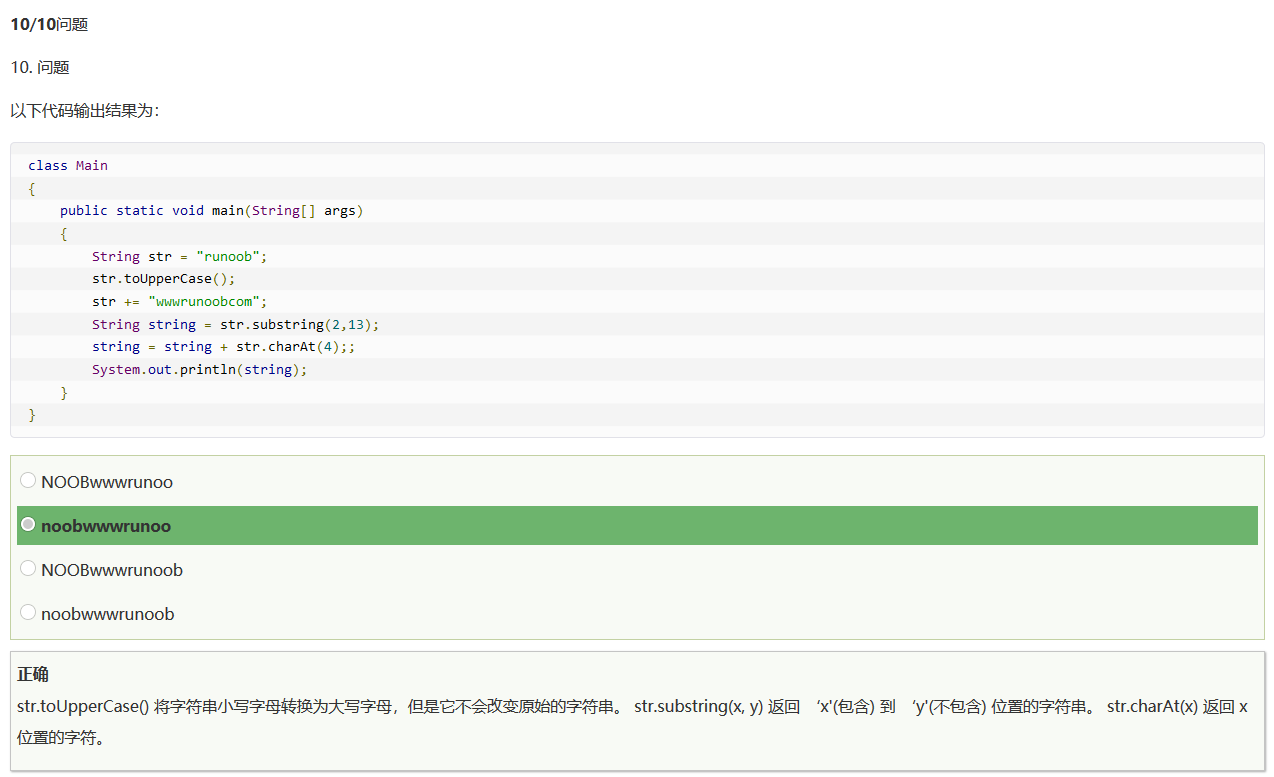 10/10问题
10. 问题
以下代码输出结果为：
class Main
{
    public static void main(String[] args)
    {
        String str = "runoob";
        str.toUpperCase();
        str += "wwwrunoobcom";
        String string = str.substring(2,13);
        string = string + str.charAt(4);;
        System.out.println(string);
    }
}
NOOBwwwrunoo
noobwwwrunoo
NOOBwwwrunoob
noobwwwrunoob
正确
str.toUpperCase() 将字符串小写字母转换为大写字母，但是它不会改变原始的字符串。 str.substring(x, y) 返回 ‘x'(包含) 到 ‘y'(不包含) 位置的字符串。 str.charAt(x) 返回 x
位置的字符。